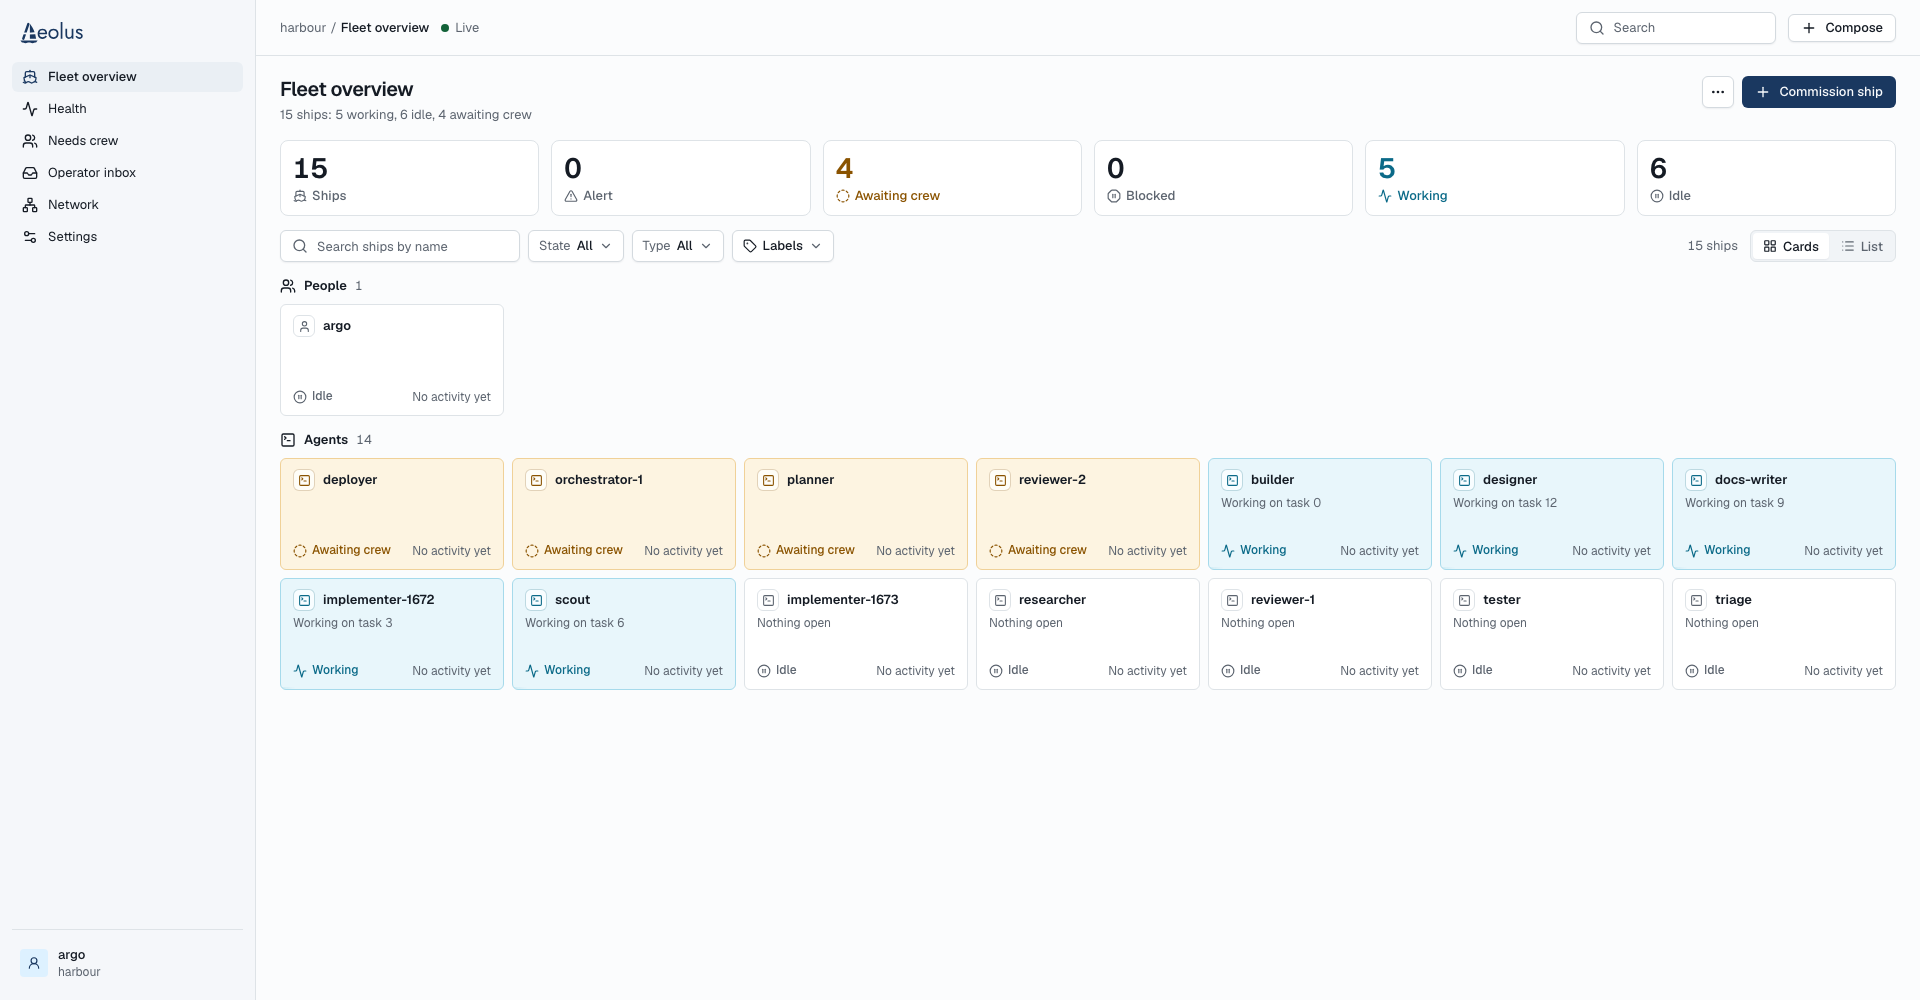 Aeolus
Fleet overview
Health
Needs crew
Operator inbox
Network
Settings
argo
harbour
harbour / Fleet overview Live
Search
Compose
Fleet overview
15 ships: 5 working, 6 idle, 4 awaiting crew
Commission ship
15
Ships
0
Alert
4
Awaiting crew
0
Blocked
5
Working
6
Idle
Search ships by name
State All
Type All
Labels
15 ships
Cards
List
People 1
argo
Idle No activity yet
Agents 14
deployer
Awaiting crew No activity yet
orchestrator-1
Awaiting crew No activity yet
planner
Awaiting crew No activity yet
reviewer-2
Awaiting crew No activity yet
builder
Working on task 0
Working No activity yet
designer
Working on task 12
Working No activity yet
docs-writer
Working on task 9
Working No activity yet
implementer-1672
Working on task 3
Working No activity yet
scout
Working on task 6
Working No activity yet
implementer-1673
Nothing open
Idle No activity yet
researcher
Nothing open
Idle No activity yet
reviewer-1
Nothing open
Idle No activity yet
tester
Nothing open
Idle No activity yet
triage
Nothing open
Idle No activity yet